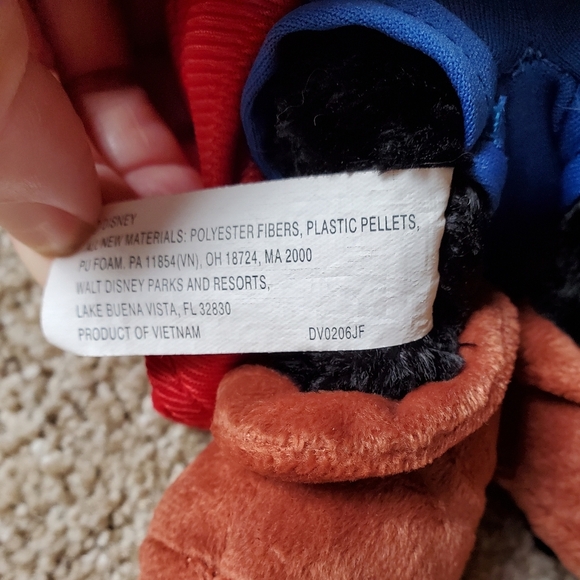 DISNEY
NEW MATERIALS: POLYESTER FIBERS, PLASTIC PELLETS,
PU FOAM. PA 11854(VN), OH 18724, MA 2000
WALT DISNEY PARKS AND RESORTS,
LAKE BUENA VISTA, FL 32830
PRODUCT OF VIETNAM DV0206JF